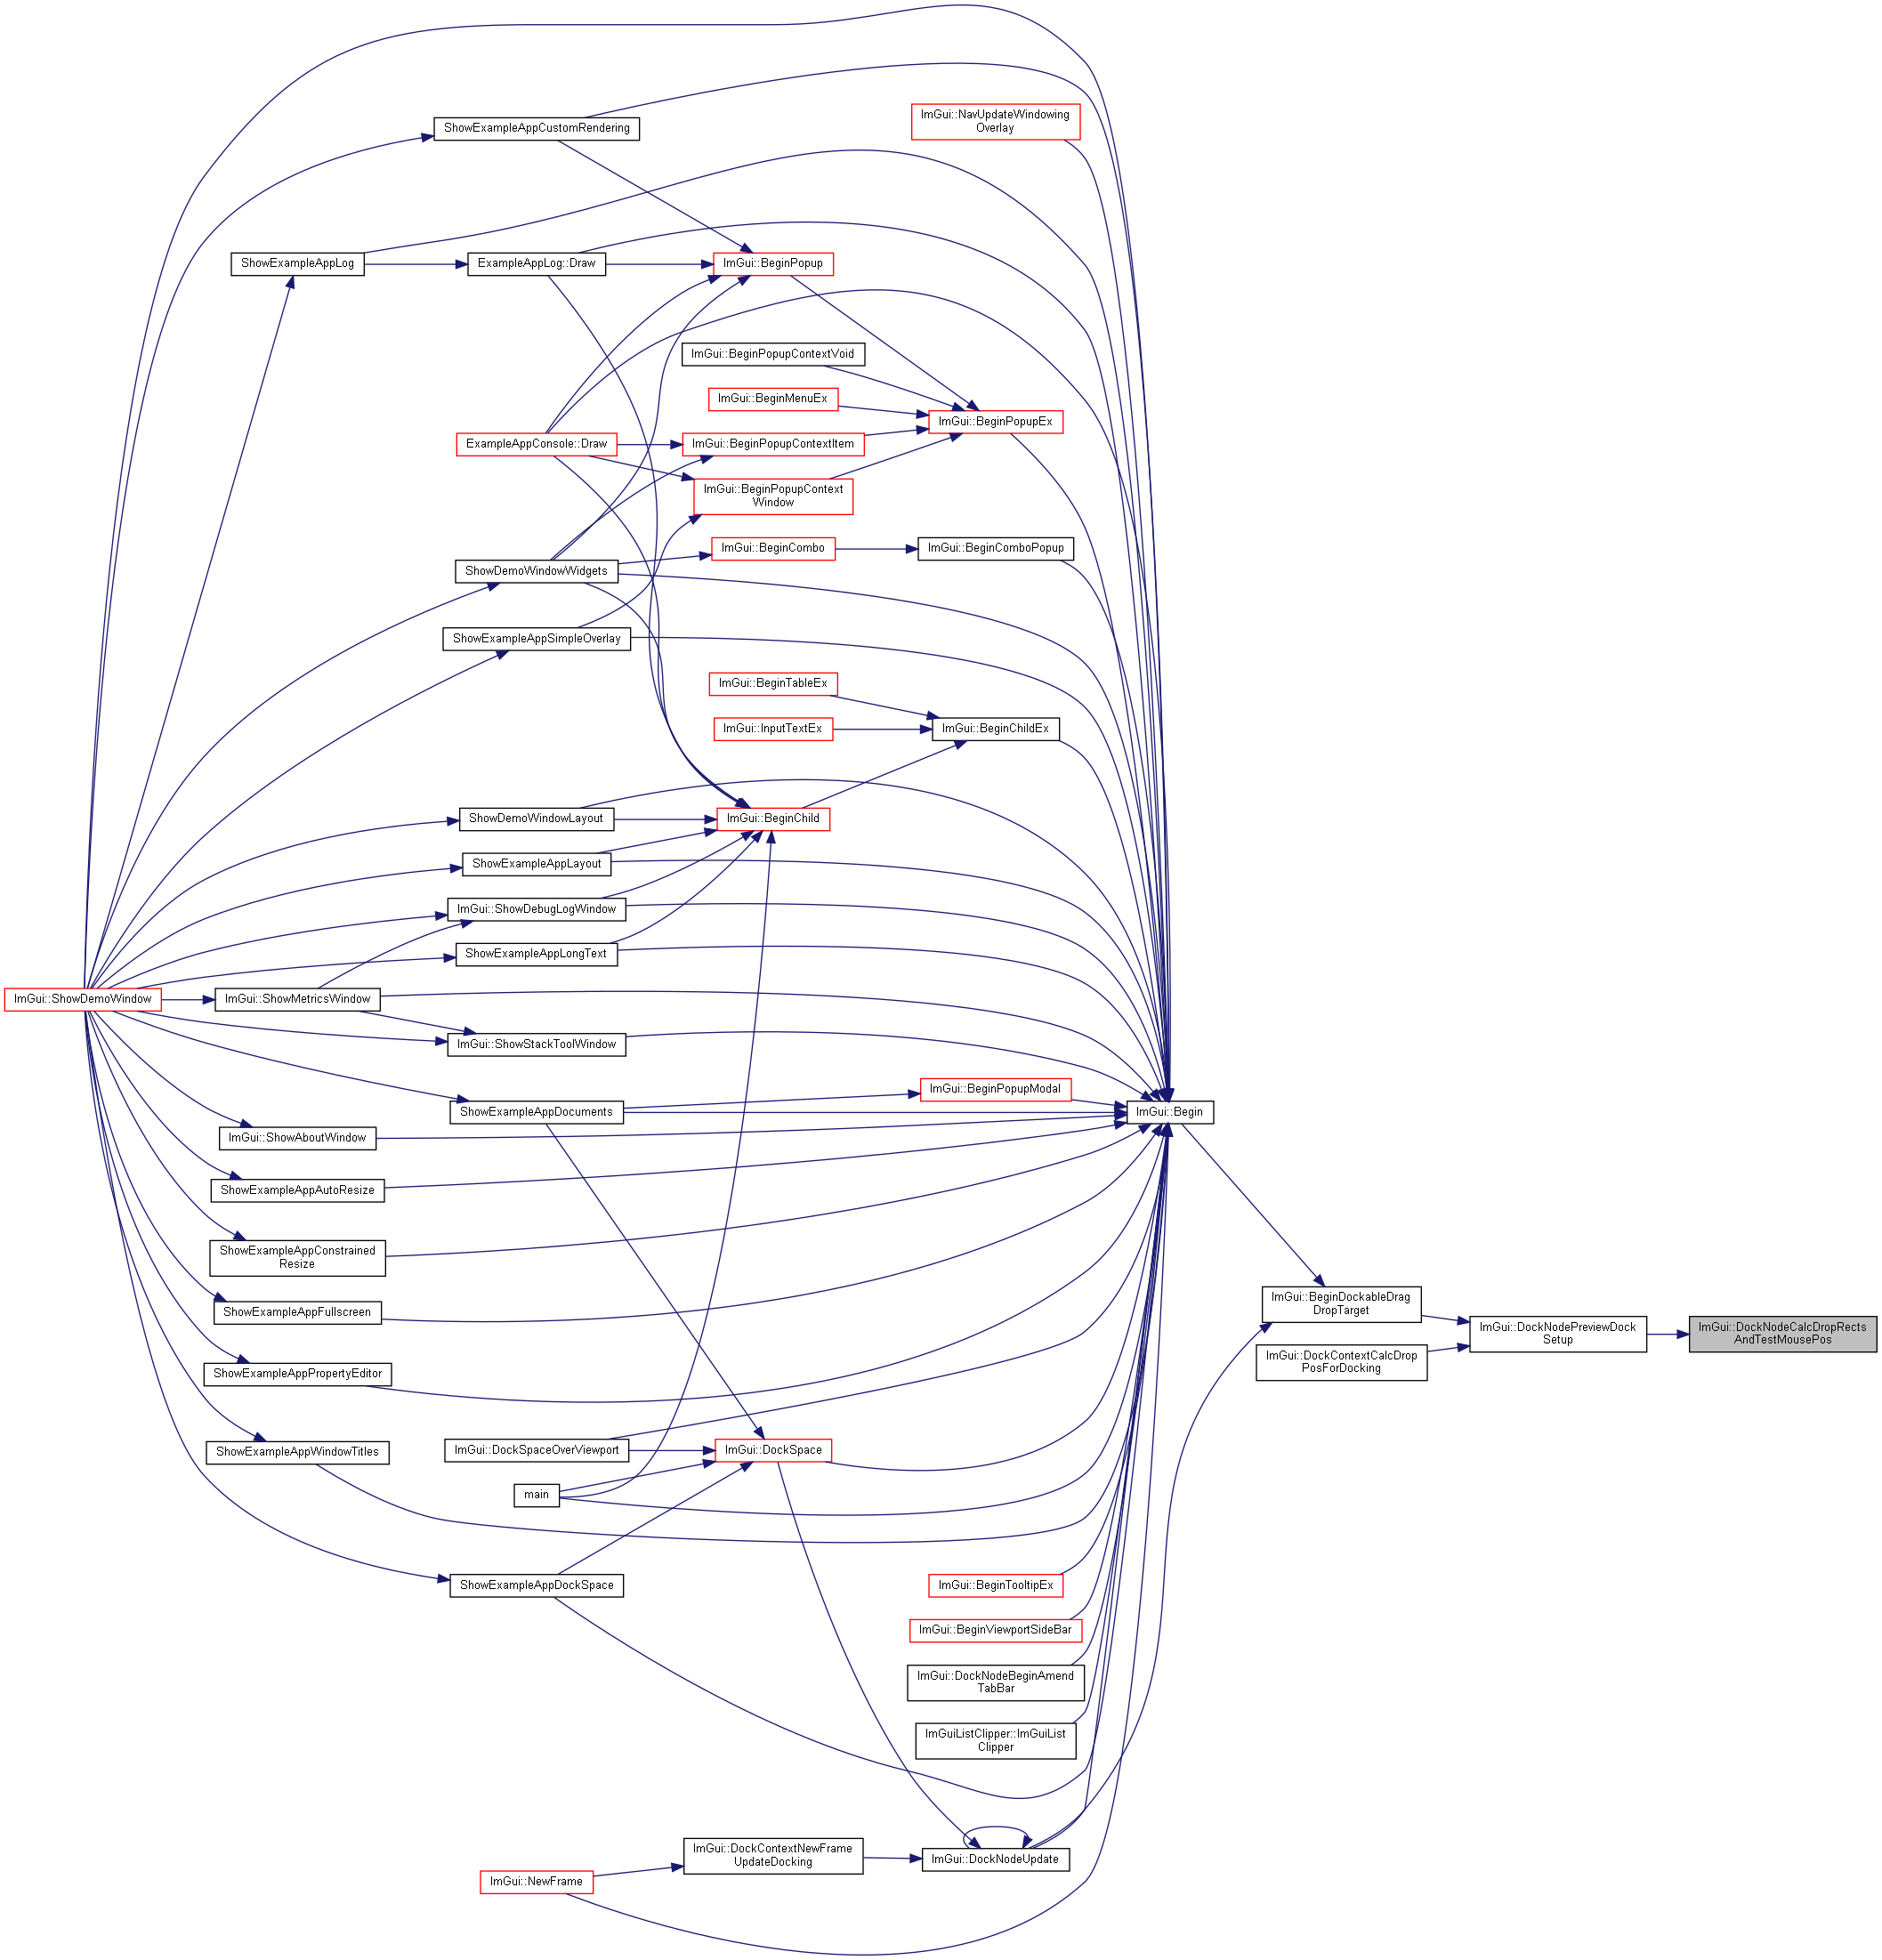 ImGui::NavUpdateWindowing
Overlay
ShowExampleAppCustomRendering
ShowExampleAppLog
ExampleAppLog::Draw
ImGui::BeginPopup
ImGui::BeginPopupContextVoid
ImGui::BeginMenuEx
ImGui::BeginPopupEx
ExampleAppConsole::Draw
ImGui::BeginPopupContextItem
ImGui::BeginPopupContext
Window
ImGui::BeginCombo
ImGui::BeginComboPopup
ShowDemoWindowWidgets
ShowExampleAppSimpleOverlay
ImGui::BeginTableEx
ImGui::InputTextEx
ImGui::BeginChildEx
ShowDemoWindowLayout
ImGui::BeginChild
ShowExampleAppLayout
ImGui::ShowDebugLogWindow
ShowExampleAppLongText
ImGui::ShowDemoWindow
ImGui::ShowMetricsWindow
ImGui::ShowStackToolWindow
ImGui::BeginPopupModal
ShowExampleAppDocuments
ImGui::Begin
ImGui::ShowAboutWindow
ShowExampleAppAutoResize
ShowExampleAppConstrained
Resize
ShowExampleAppFullscreen
ImGui::BeginDockableDrag
DropTarget
ImGui::DockNodePreviewDock
Setup
ImGui::DockNodeCalcDropRects
AndTestMousePos
ImGui::DockContextCalcDrop
PosForDocking
ShowExampleAppPropertyEditor
ShowExampleAppWindowTitles
ImGui::DockSpaceOverViewport
ImGui::DockSpace
main
ShowExampleAppDockSpace
ImGui::BeginTooltipEx
ImGui::BeginViewportSideBar
ImGui::DockNodeBeginAmend
TabBar
ImGuiListClipper::ImGuiList
Clipper
ImGui::DockContextNewFrame
UpdateDocking
ImGui::DockNodeUpdate
ImGui::NewFrame